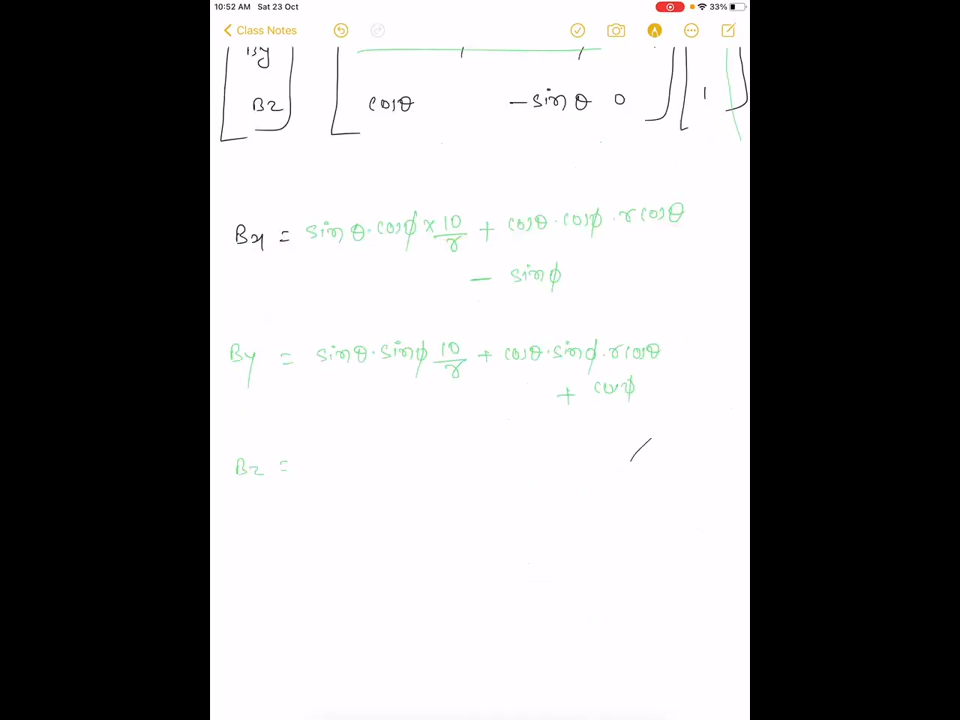 10:52 AM Sat 23 Oct 33%
Class Notes
By
Bz cosθ -sinθ 0 1
Bx = sinθ·cosϕ × 10/r + cosθ·cosϕ·r cosθ
- sinϕ
By = sinθ·sinϕ 10/r + cosθ·sinϕ·r cosθ
+ cosϕ
Bz =